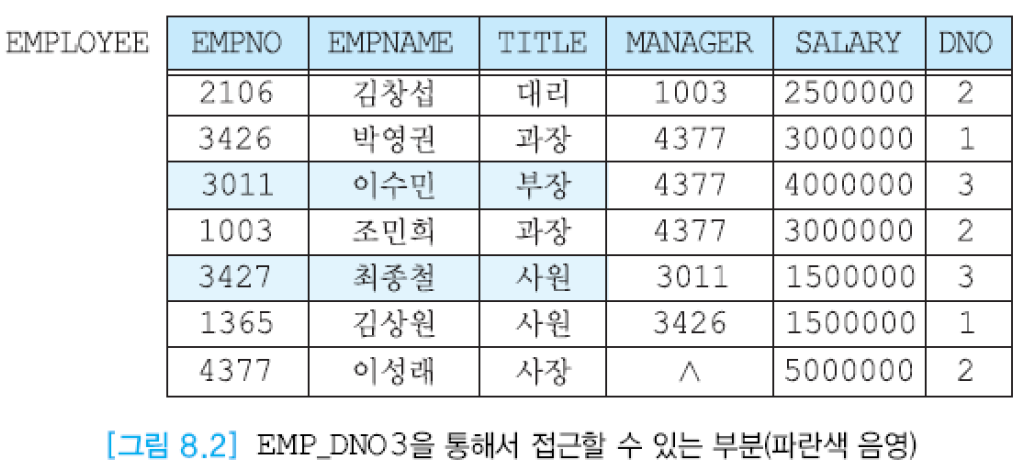 EMPLOYEE EMPNO EMPNAME TITLE MANAGER SALARY DNO
2106 김창섭 대리 1003 2500000 2
3426 박영권 과장 4377 3000000 1
3011 이수민 부장 4377 4000000 3
1003 조민희 과장 4377 3000000 2
3427 최종철 사원 3011 1500000 3
1365 김상원 사원 3426 1500000 1
4377 이성래 사장 ∧ 5000000 2
[그림 8.2] EMP_DNO3을 통해서 접근할 수 있는 부분(파란색 음영)